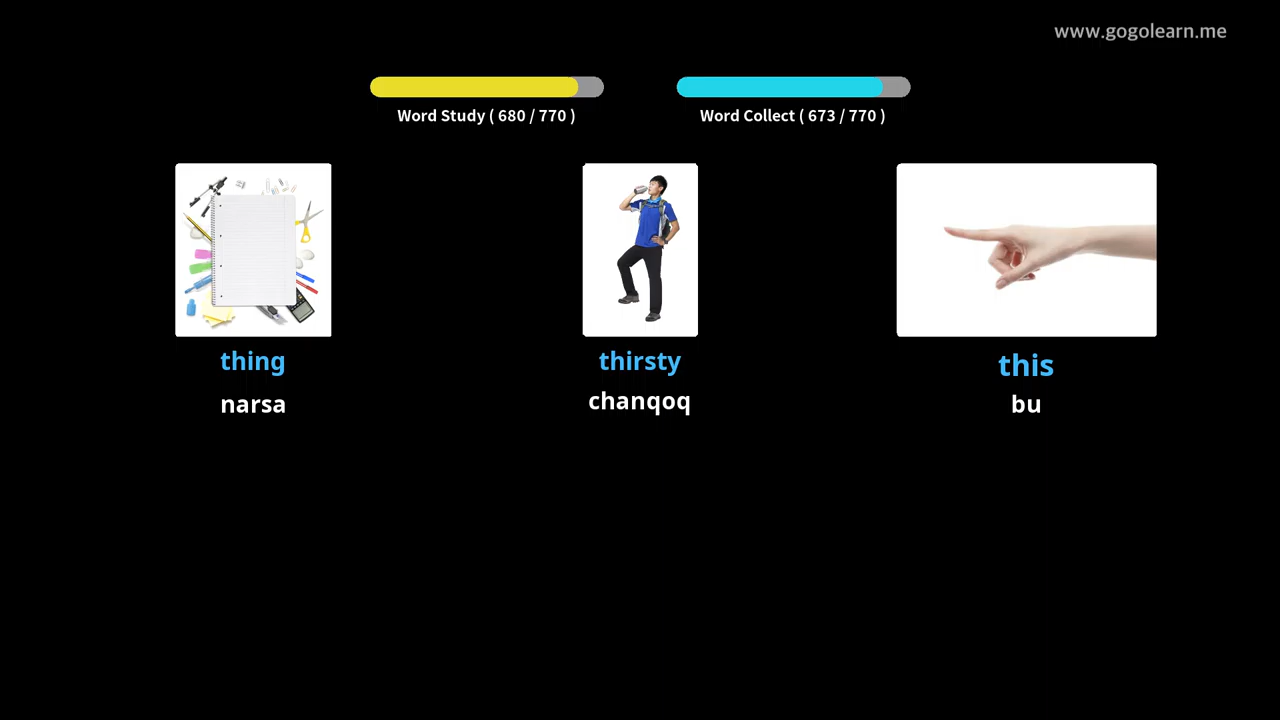 www.gogolearn.me
Word Study ( 680 / 770 )
Word Collect ( 673 / 770 )
thing
thirsty
this
narsa
chanqoq
bu